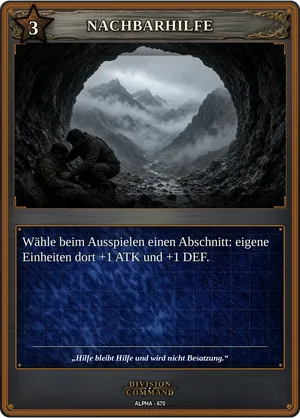 3
NACHBARHILFE
Wähle beim Ausspielen einen Abschnitt: eigene
Einheiten dort +1 ATK und +1 DEF.
„Hilfe bleibt Hilfe und wird nicht Besatzung.“
DIVISION
COMMAND
ALPHA - 670